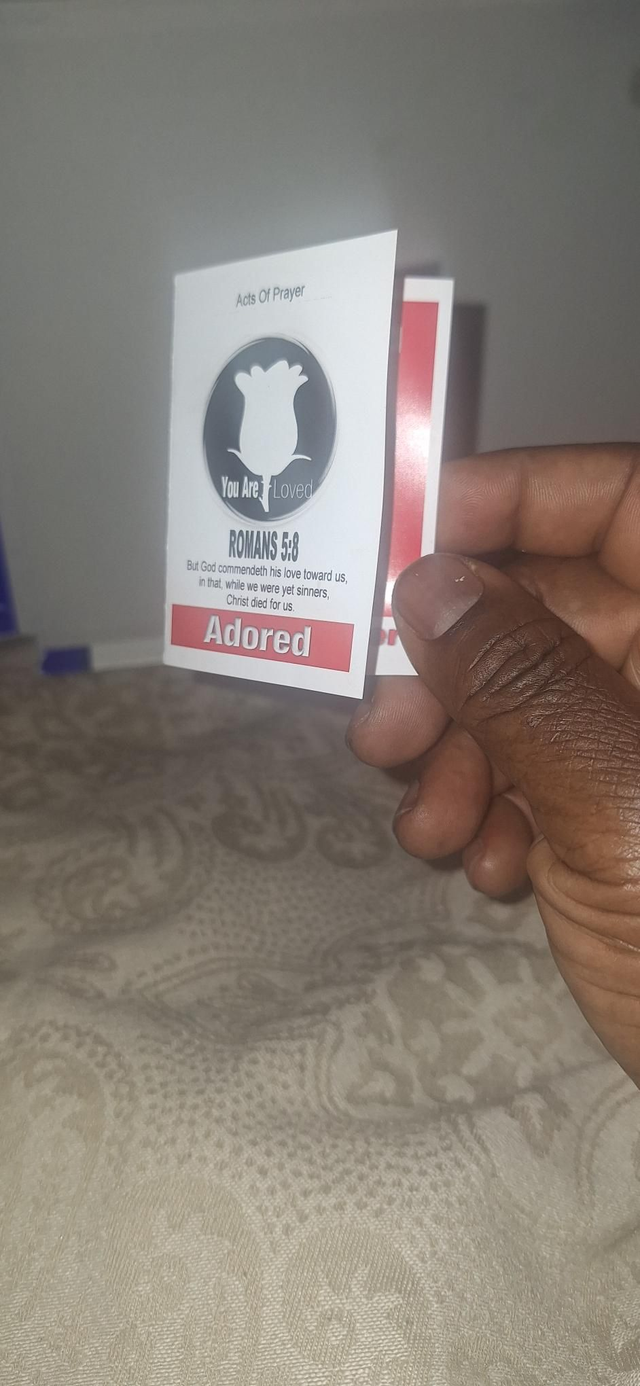 Acts Of Prayer
You Are Loved
ROMANS 5:8
But God commendeth his love toward us,
in that, while we were yet sinners,
Christ died for us.
Adored